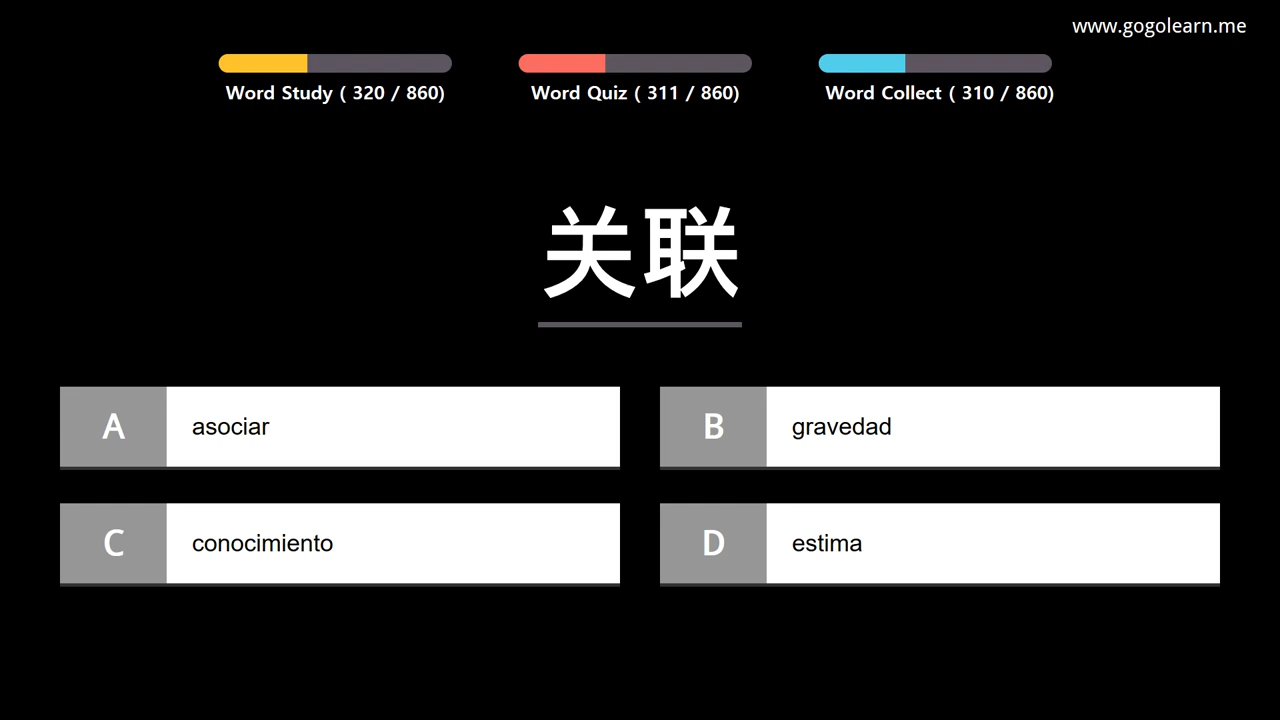 www.gogolearn.me
Word Study ( 320 / 860)
Word Quiz ( 311 / 860)
Word Collect ( 310 / 860)
关联
A asociar
B gravedad
C conocimiento
D estima